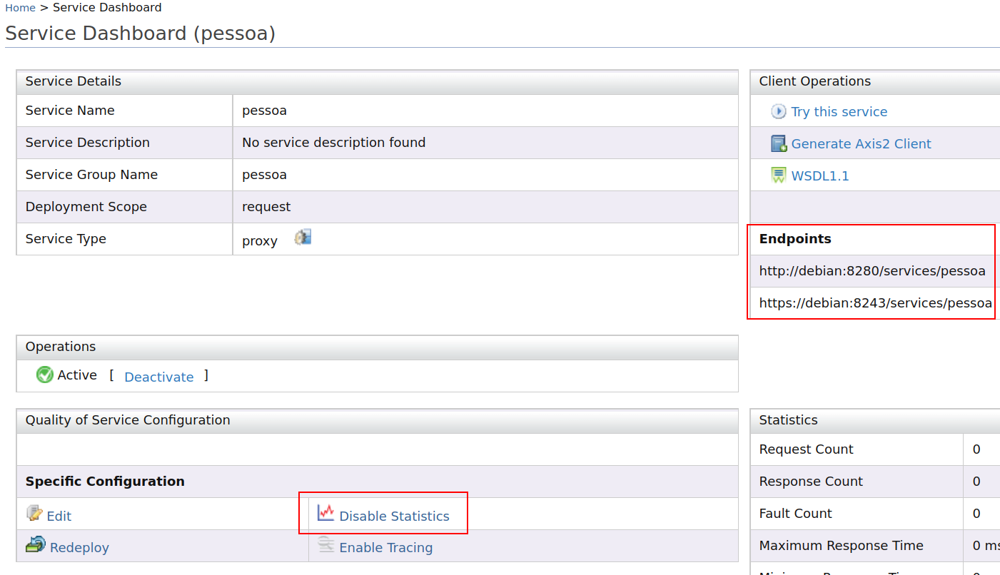 Home > Service Dashboard
Service Dashboard (pessoa)
Service Details
Service Name pessoa
Service Description No service description found
Service Group Name pessoa
Deployment Scope request
Service Type proxy
Client Operations
Try this service
Generate Axis2 Client
WSDL1.1
Endpoints
http://debian:8280/services/pessoa
https://debian:8243/services/pessoa
Operations
Active [ Deactivate ]
Quality of Service Configuration
Specific Configuration
Edit Disable Statistics
Redeploy Enable Tracing
Statistics
Request Count 0
Response Count 0
Fault Count 0
Maximum Response Time 0 ms